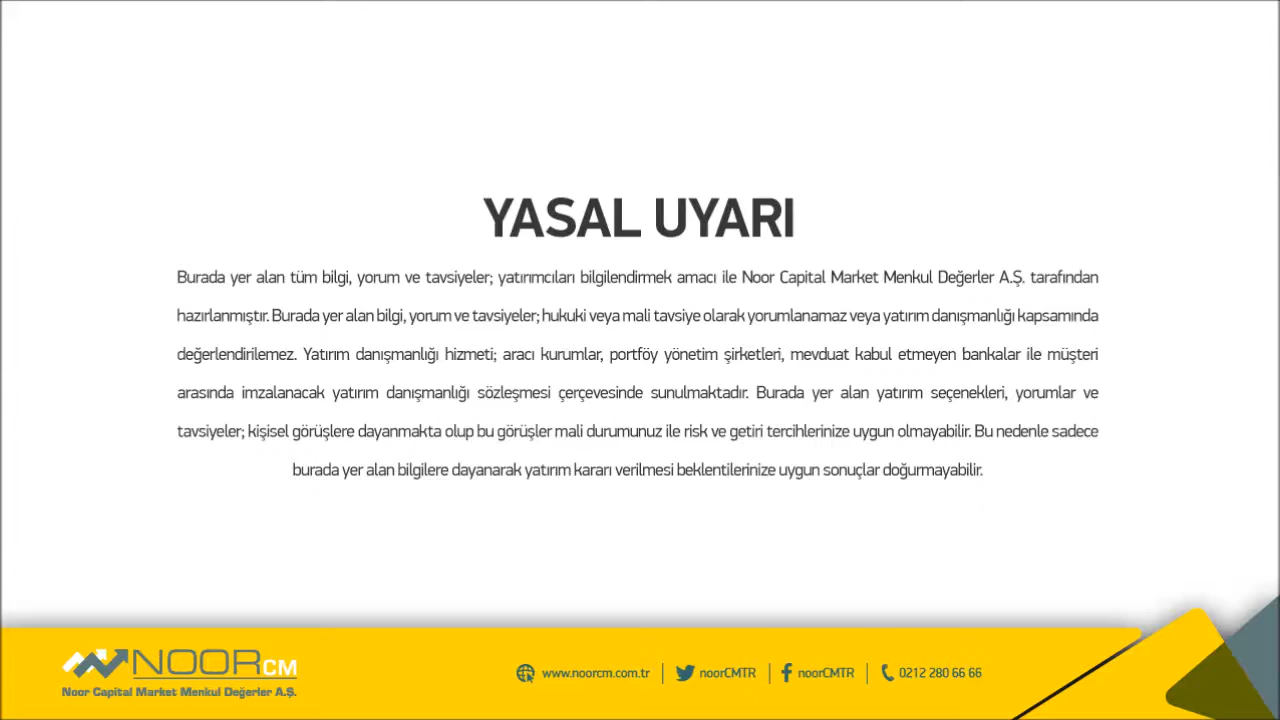 YASAL UYARI
Burada yer alan tüm bilgi, yorum ve tavsiyeler; yatırımcıları bilgilendirmek amacı ile Noor Capital Market Menkul Değerler A.Ş. tarafından
hazırlanmıştır. Burada yer alan bilgi, yorum ve tavsiyeler; hukuki veya mali tavsiye olarak yorumlanamaz veya yatırım danışmanlığı kapsamında
değerlendirilemez. Yatırım danışmanlığı hizmeti; aracı kurumlar, portföy yönetim şirketleri, mevduat kabul etmeyen bankalar ile müşteri
arasında imzalanacak yatırım danışmanlığı sözleşmesi çerçevesinde sunulmaktadır. Burada yer alan yatırım seçenekleri, yorumlar ve
tavsiyeler; kişisel görüşlere dayanmakta olup bu görüşler mali durumunuz ile risk ve getiri tercihlerinize uygun olmayabilir. Bu nedenle sadece
burada yer alan bilgilere dayanarak yatırım kararı verilmesi beklentilerinize uygun sonuçlar doğurmayabilir.
NOORCM
Noor Capital Market Menkul Değerler A.Ş.
www.noorcm.com.tr | noorCMTR | noorCMTR | 0212 280 66 66